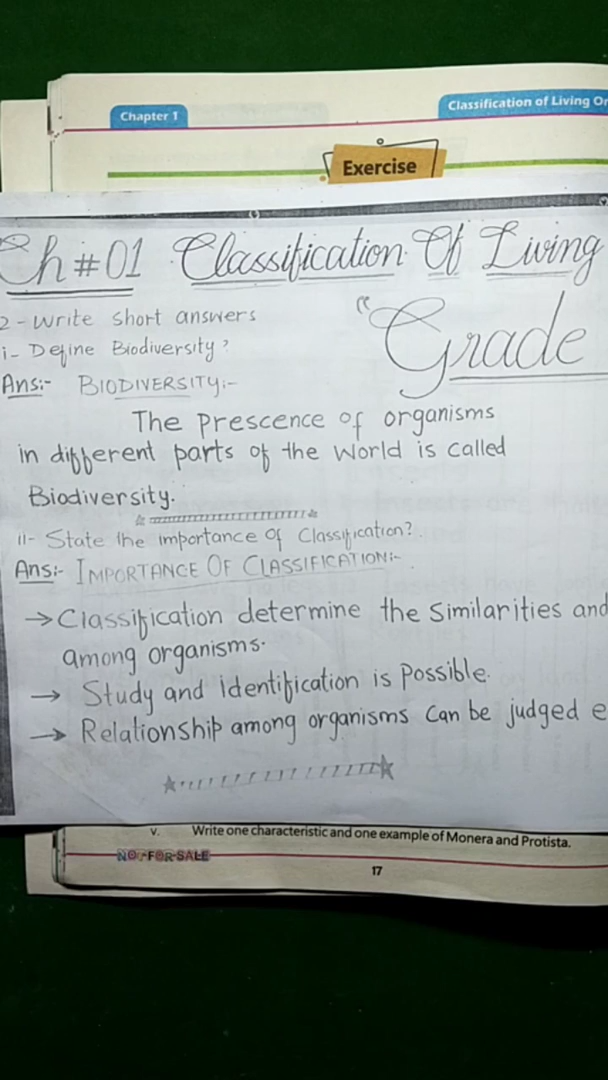 Chapter 1
Classification of Living Or
Exercise
Ch # 01 Classification Of Living
2 - Write short answers
"Grade
i - Define Biodiversity?
Ans:- BIODIVERSITY:-
The Prescence of organisms
in different parts of the World is called
Biodiversity.
ii- State the importance of Classification?
Ans:- IMPORTANCE OF CLASSIFICATION:-
→ Classification determine the Similarities and
among organisms.
→ Study and identification is Possible.
→ Relationship among organisms can be judged e
v. Write one characteristic and one example of Monera and Protista.
NOT FOR SALE
17